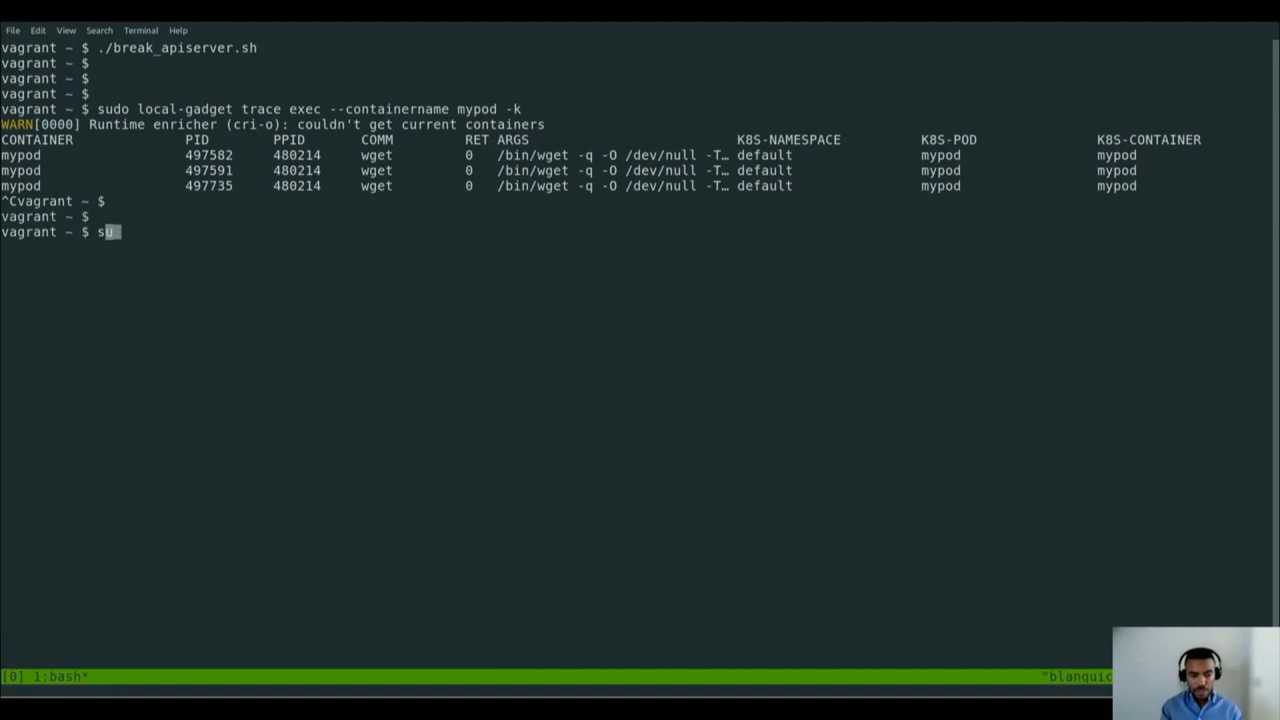 File Edit View Search Terminal Help
vagrant ~ $ ./break_apiserver.sh
vagrant ~ $
vagrant ~ $
vagrant ~ $
vagrant ~ $ sudo local-gadget trace exec --containername mypod -k
WARN[0000] Runtime enricher (cri-o): couldn't get current containers
CONTAINER PID PPID COMM RET ARGS K8S-NAMESPACE K8S-POD K8S-CONTAINER
mypod 497582 480214 wget 0 /bin/wget -q -O /dev/null -T… default mypod mypod
mypod 497591 480214 wget 0 /bin/wget -q -O /dev/null -T… default mypod mypod
mypod 497735 480214 wget 0 /bin/wget -q -O /dev/null -T… default mypod mypod
^Cvagrant ~ $
vagrant ~ $
vagrant ~ $ su
[0] 1:bash* "blanquic